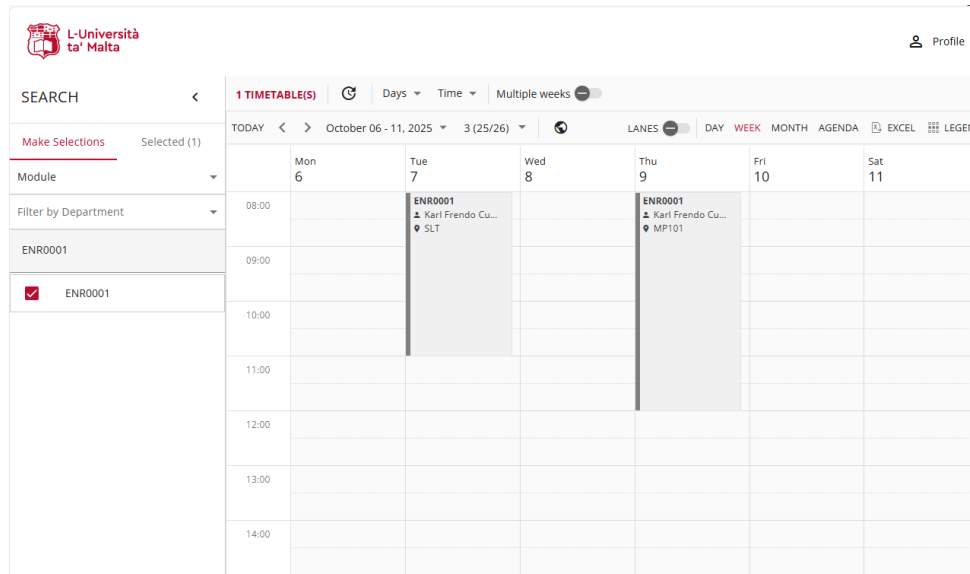 L-Università
ta' Malta
Profile
SEARCH
1 TIMETABLE(S)
Days
Time
Multiple weeks
Make Selections
Selected (1)
TODAY
October 06 - 11, 2025
3 (25/26)
LANES
DAY
WEEK
MONTH
AGENDA
EXCEL
Module
Filter by Department
ENR0001
ENR0001
Mon
6
Tue
7
Wed
8
Thu
9
Fri
10
Sat
11
08:00
09:00
10:00
11:00
12:00
13:00
14:00
ENR0001
Karl Frendo Cu...
SLT
ENR0001
Karl Frendo Cu...
MP101